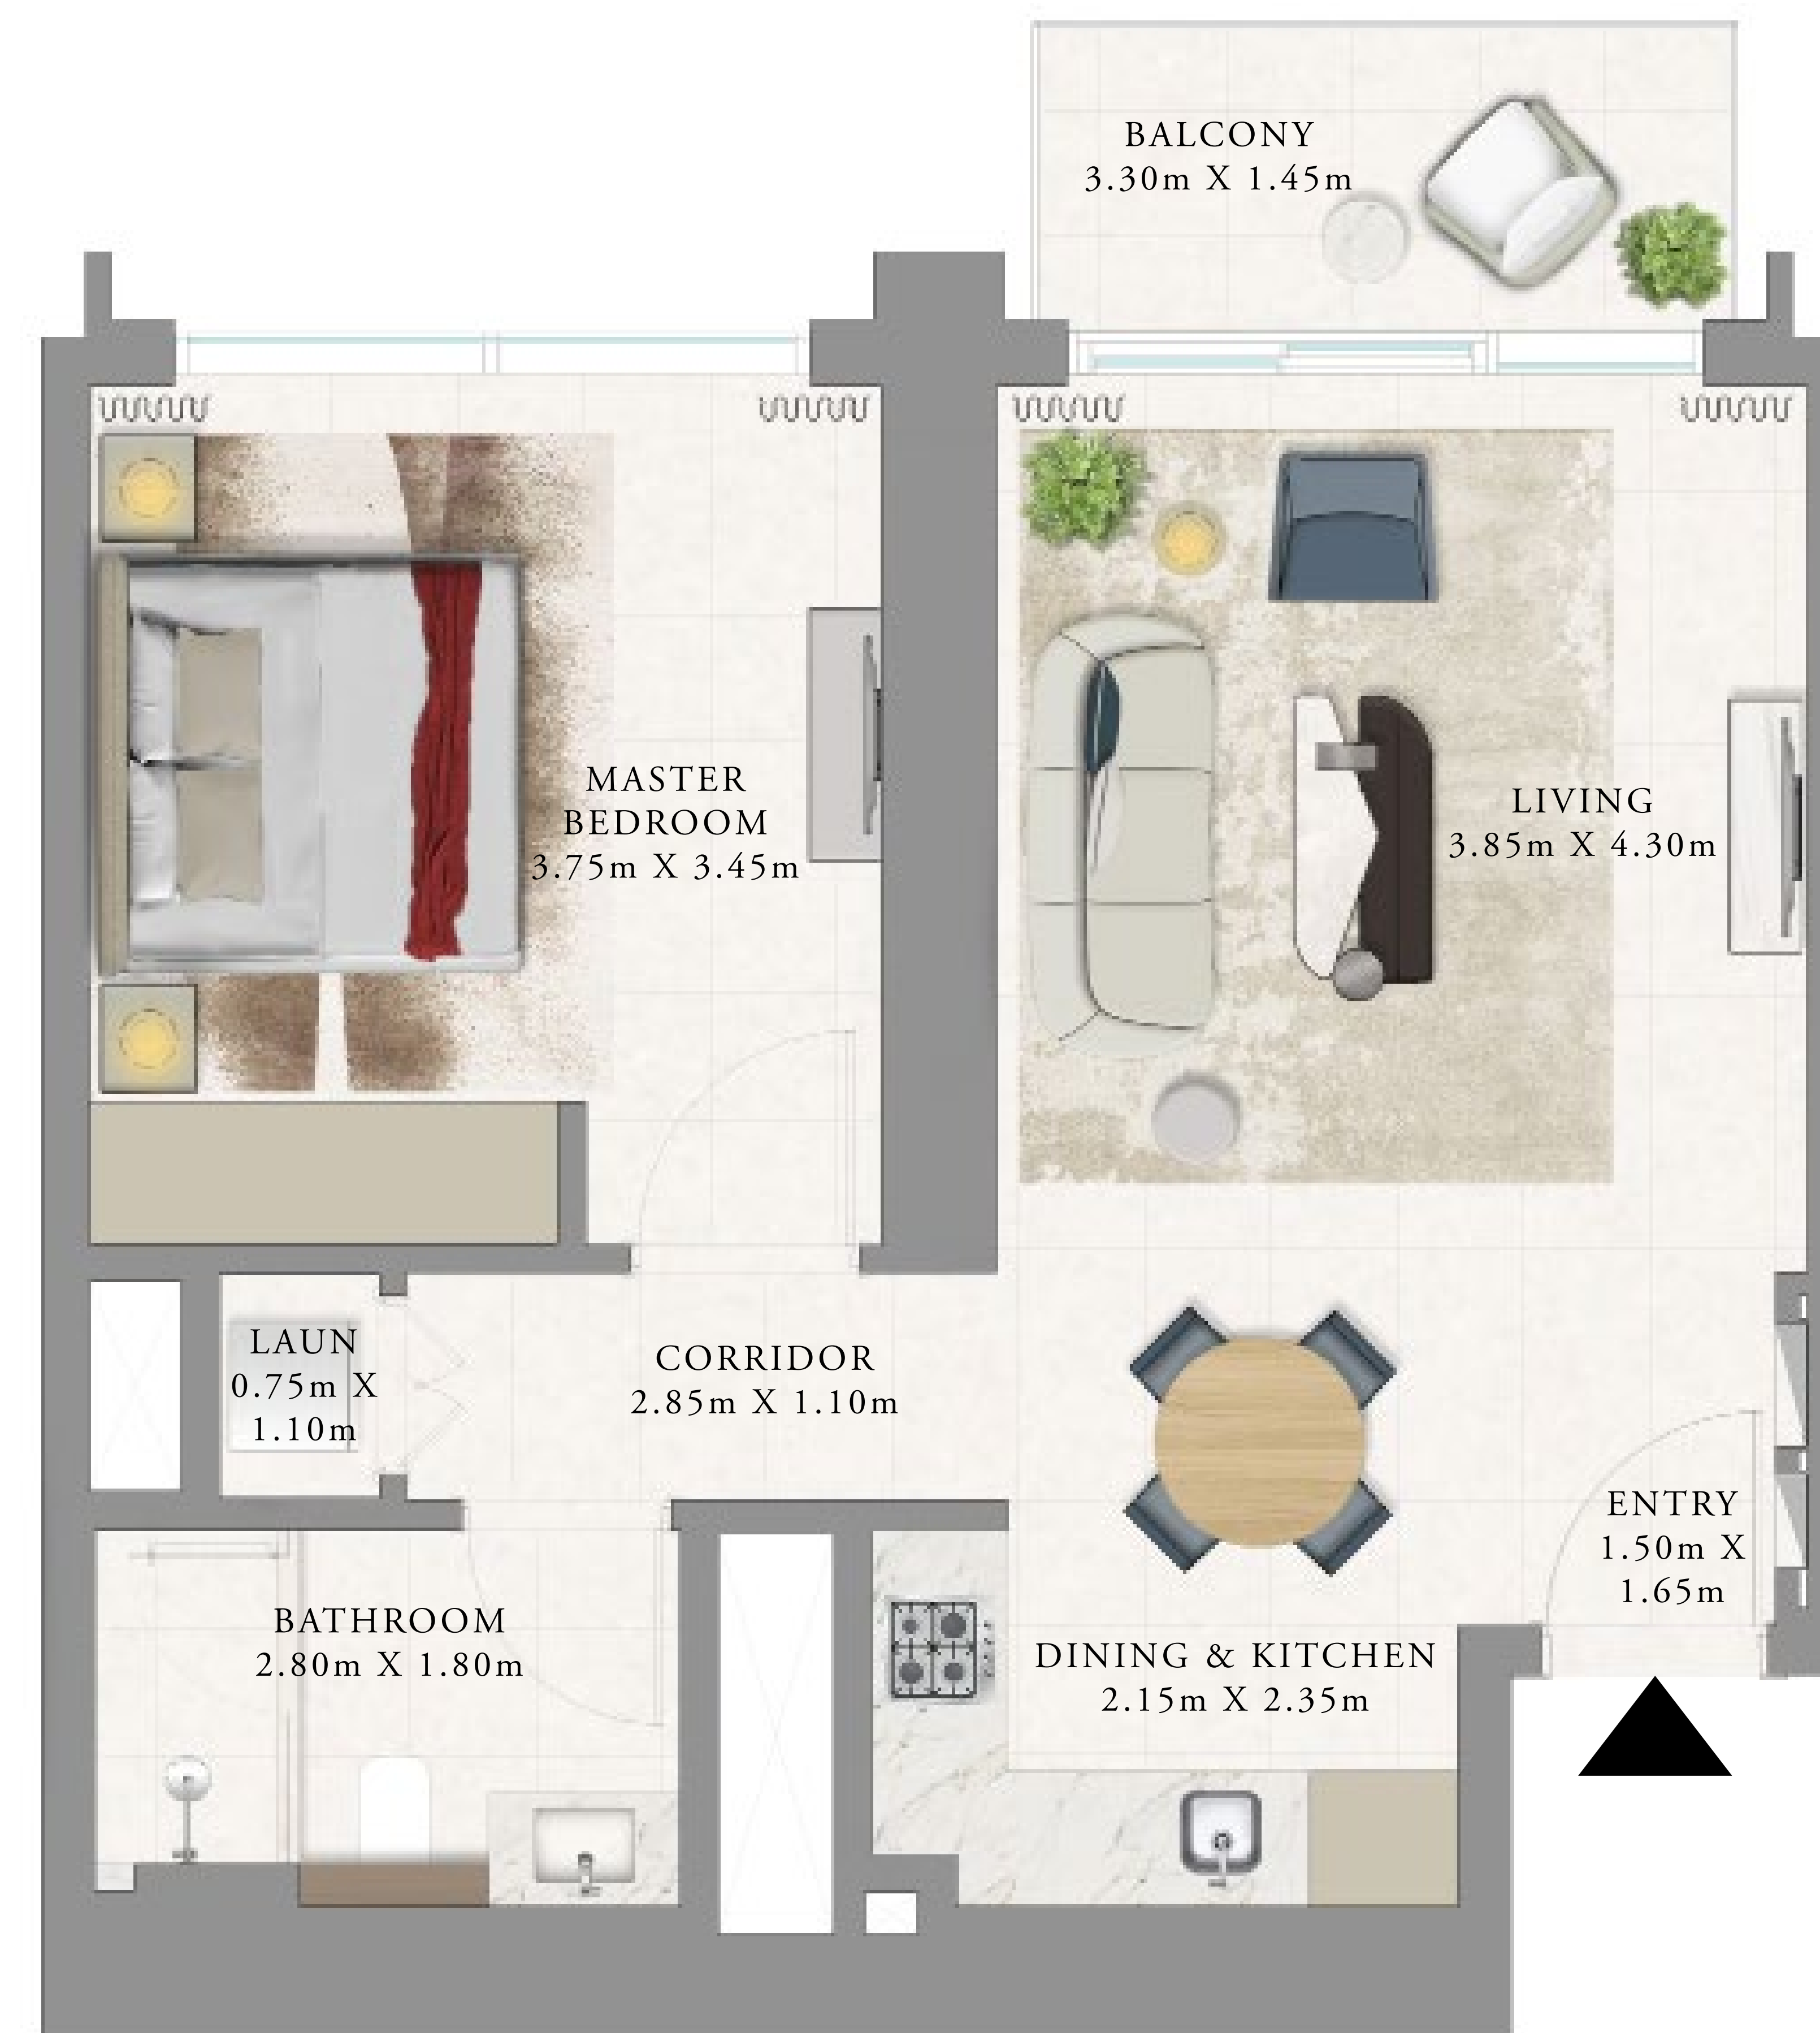 BALCONY
3.30m X 1.45m
MASTER
BEDROOM
3.75m X 3.45m
LIVING
3.85m X 4.30m
LAUN
0.75m X
1.10m
CORRIDOR
2.85m X 1.10m
ENTRY
1.50m X
1.65m
BATHROOM
2.80m X 1.80m
DINING & KITCHEN
2.15m X 2.35m